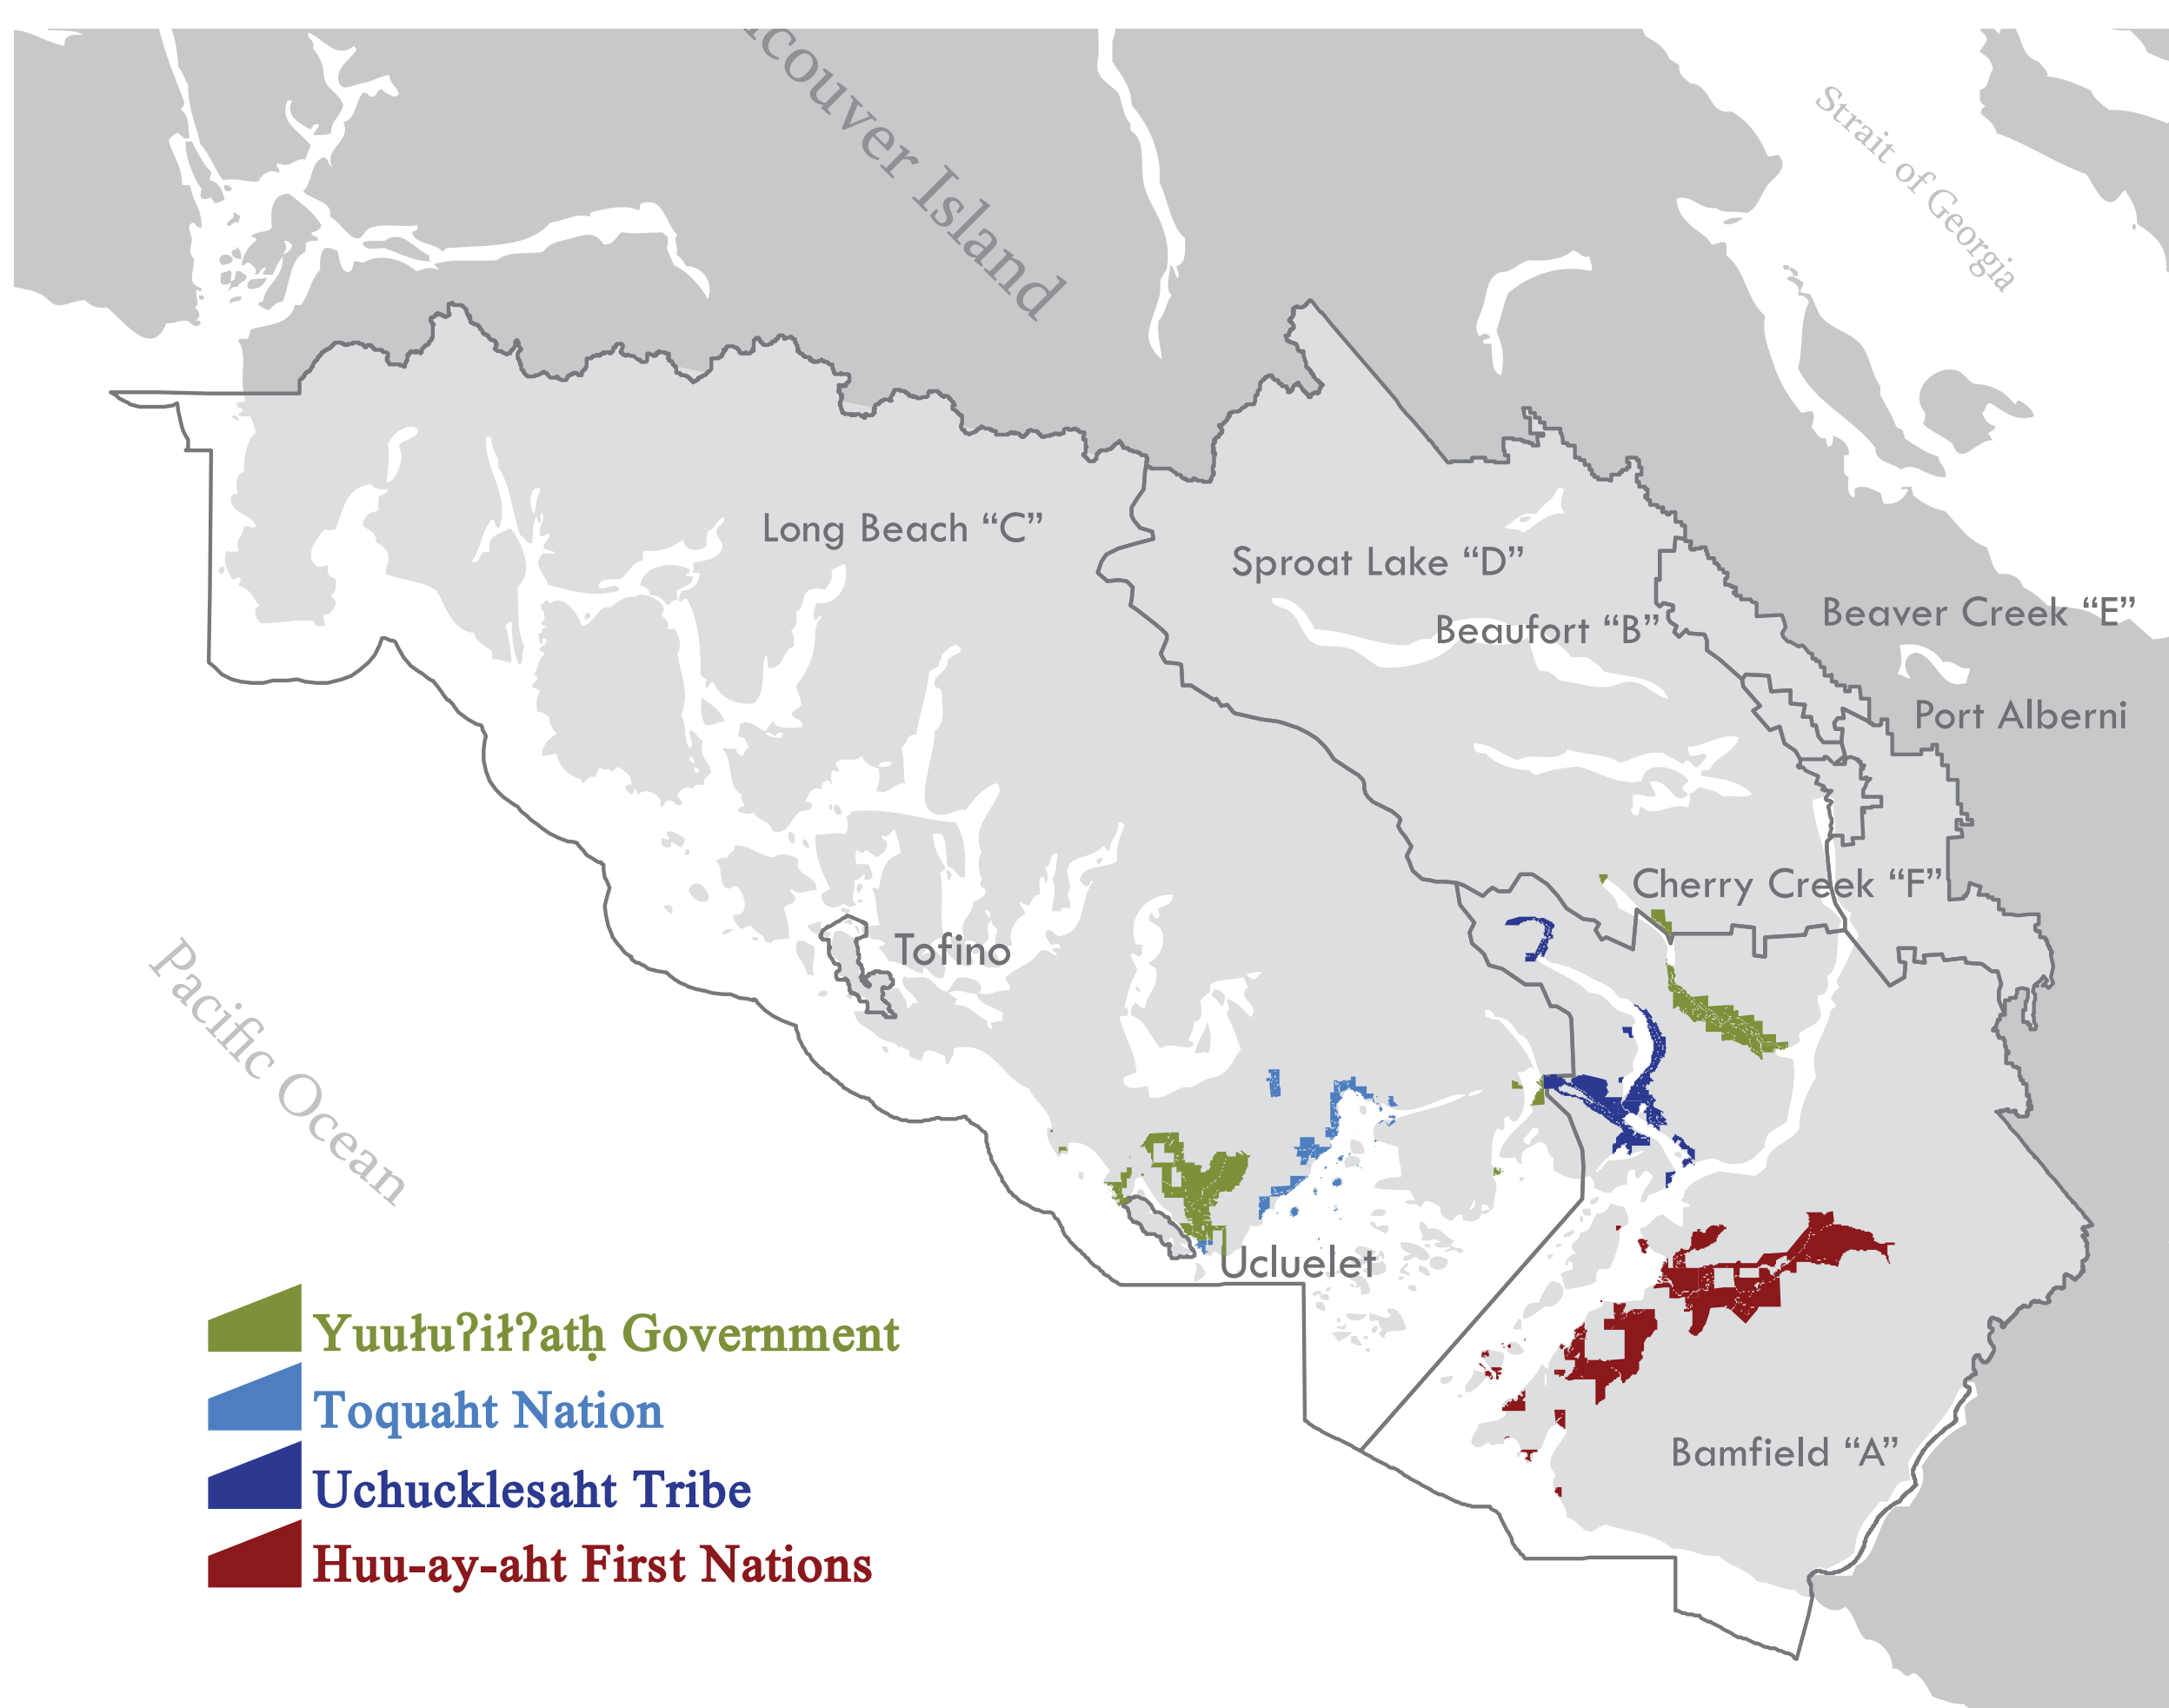 couver Island
Strait of Georgia
Long Beach “C”
Sproat Lake “D”
Beaufort “B”
Beaver Creek “E”
Port Alberni
Cherry Creek “F”
Tofino
Pacific Ocean
Ucluelet
Bamfield “A”
Yuułuʔiłʔatḥ Government
Toquaht Nation
Uchucklesaht Tribe
Huu-ay-aht First Nations